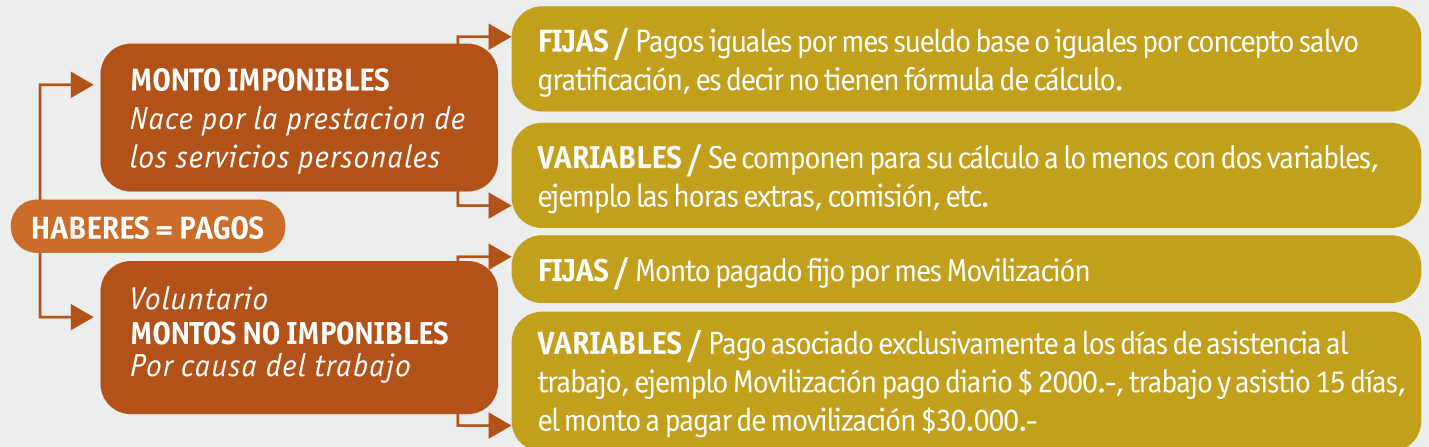 HABERES = PAGOS
MONTO IMPONIBLES
Nace por la prestacion de
los servicios personales
FIJAS / Pagos iguales por mes sueldo base o iguales por concepto salvo
gratificación, es decir no tienen fórmula de cálculo.
VARIABLES / Se componen para su cálculo a lo menos con dos variables,
ejemplo las horas extras, comisión, etc.
Voluntario
MONTOS NO IMPONIBLES
Por causa del trabajo
FIJAS / Monto pagado fijo por mes Movilización
VARIABLES / Pago asociado exclusivamente a los días de asistencia al
trabajo, ejemplo Movilización pago diario $ 2000.-, trabajo y asistio 15 días,
el monto a pagar de movilización $30.000.-